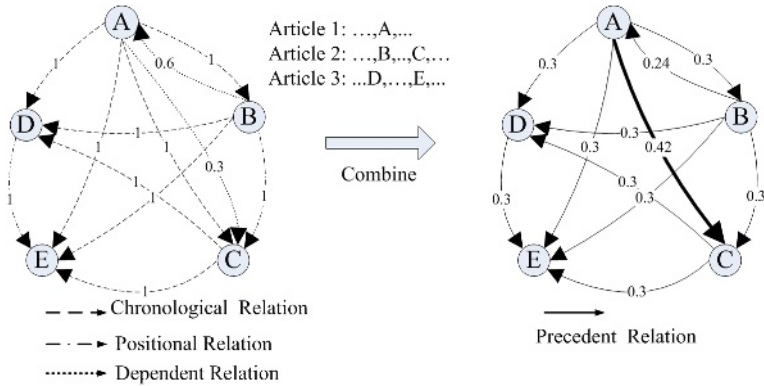 A
B
C
D
E
1
0.6
1
1
1
1
1
0.3
1
1
1
1
Chronological Relation
Positional Relation
Dependent Relation
Article 1: ...,A,...
Article 2: ...,B,..,C,...
Article 3: ...D,...,E,...
Combine
A
B
C
D
E
0.3
0.24
0.3
0.3
0.3
0.42
0.3
0.3
0.3
0.3
0.3
Precedent Relation